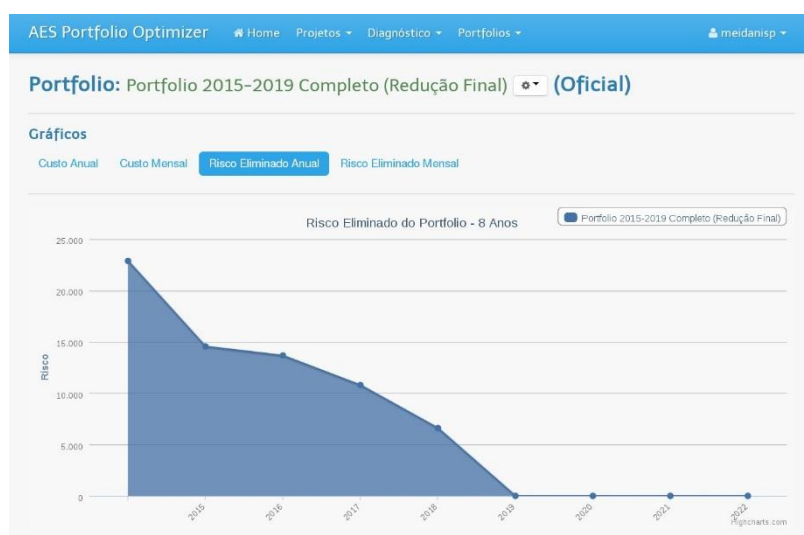 AES Portfolio Optimizer Home Projetos Diagnóstico Portfolios meidanisp
Portfolio: Portfolio 2015-2019 Completo (Redução Final) (Oficial)
Gráficos
Custo Anual Custo Mensal Risco Eliminado Anual Risco Eliminado Mensal
Risco Eliminado do Portfolio - 8 Anos
Portfolio 2015-2019 Completo (Redução Final)
25.000
20.000
15.000
10.000
5.000
0
Risco
2015 2016 2017 2018 2019 2020 2021 2022
Highcharts.com